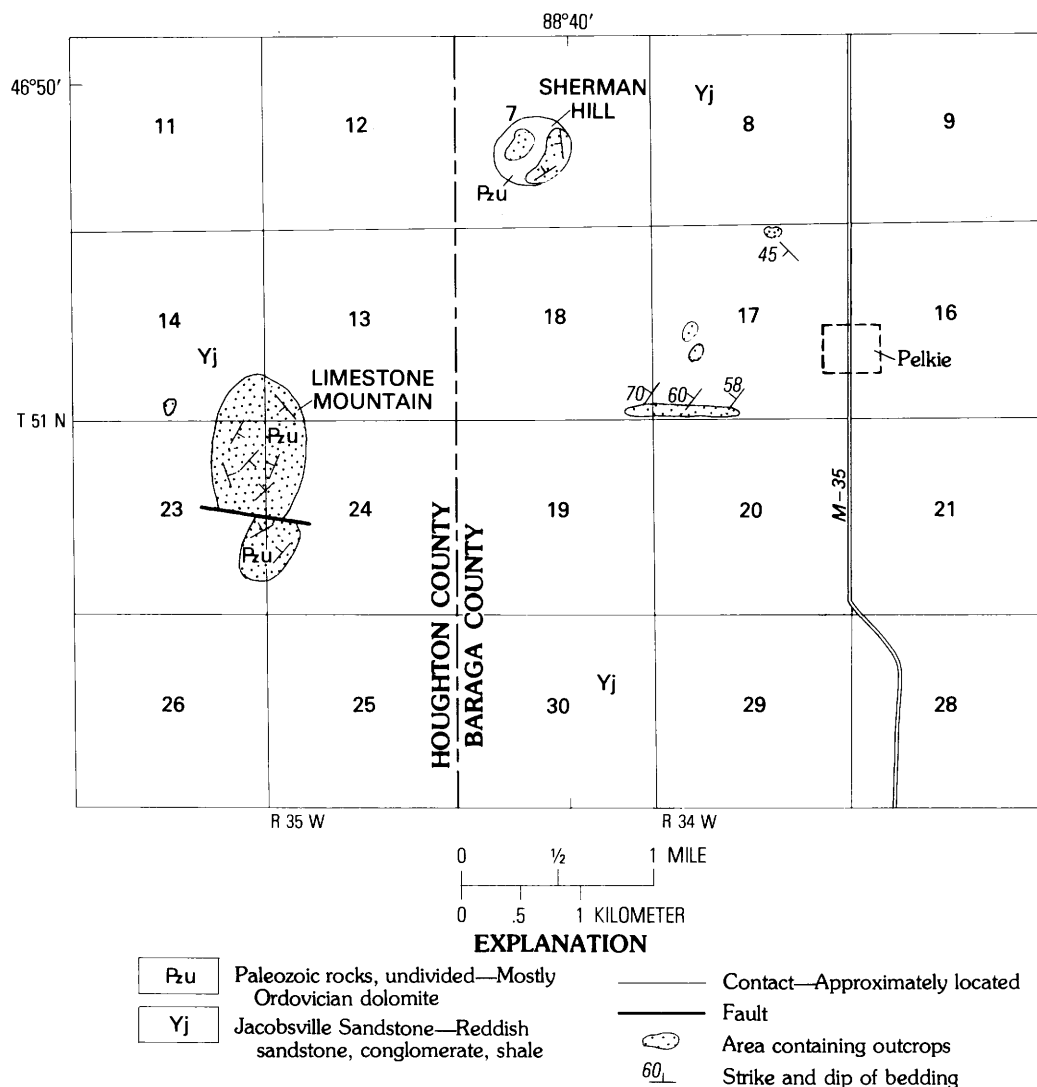 88°40′
46°50′
SHERMAN
HILL
Yj
11
12
7
8
9
Pzu
45
14
13
18
17
16
Yj
Pelkie
LIMESTONE
MOUNTAIN
70
60
58
T 51 N
Pzu
23
24
19
20
21
M-35
Pzu
HOUGHTON COUNTY
BARAGA COUNTY
Yj
26
25
30
29
28
R 35 W
R 34 W
0 ½ 1 MILE
0 .5 1 KILOMETER
EXPLANATION
Pzu Paleozoic rocks, undivided—Mostly
Ordovician dolomite
Yj Jacobsville Sandstone—Reddish
sandstone, conglomerate, shale
Contact—Approximately located
Fault
Area containing outcrops
60 Strike and dip of bedding